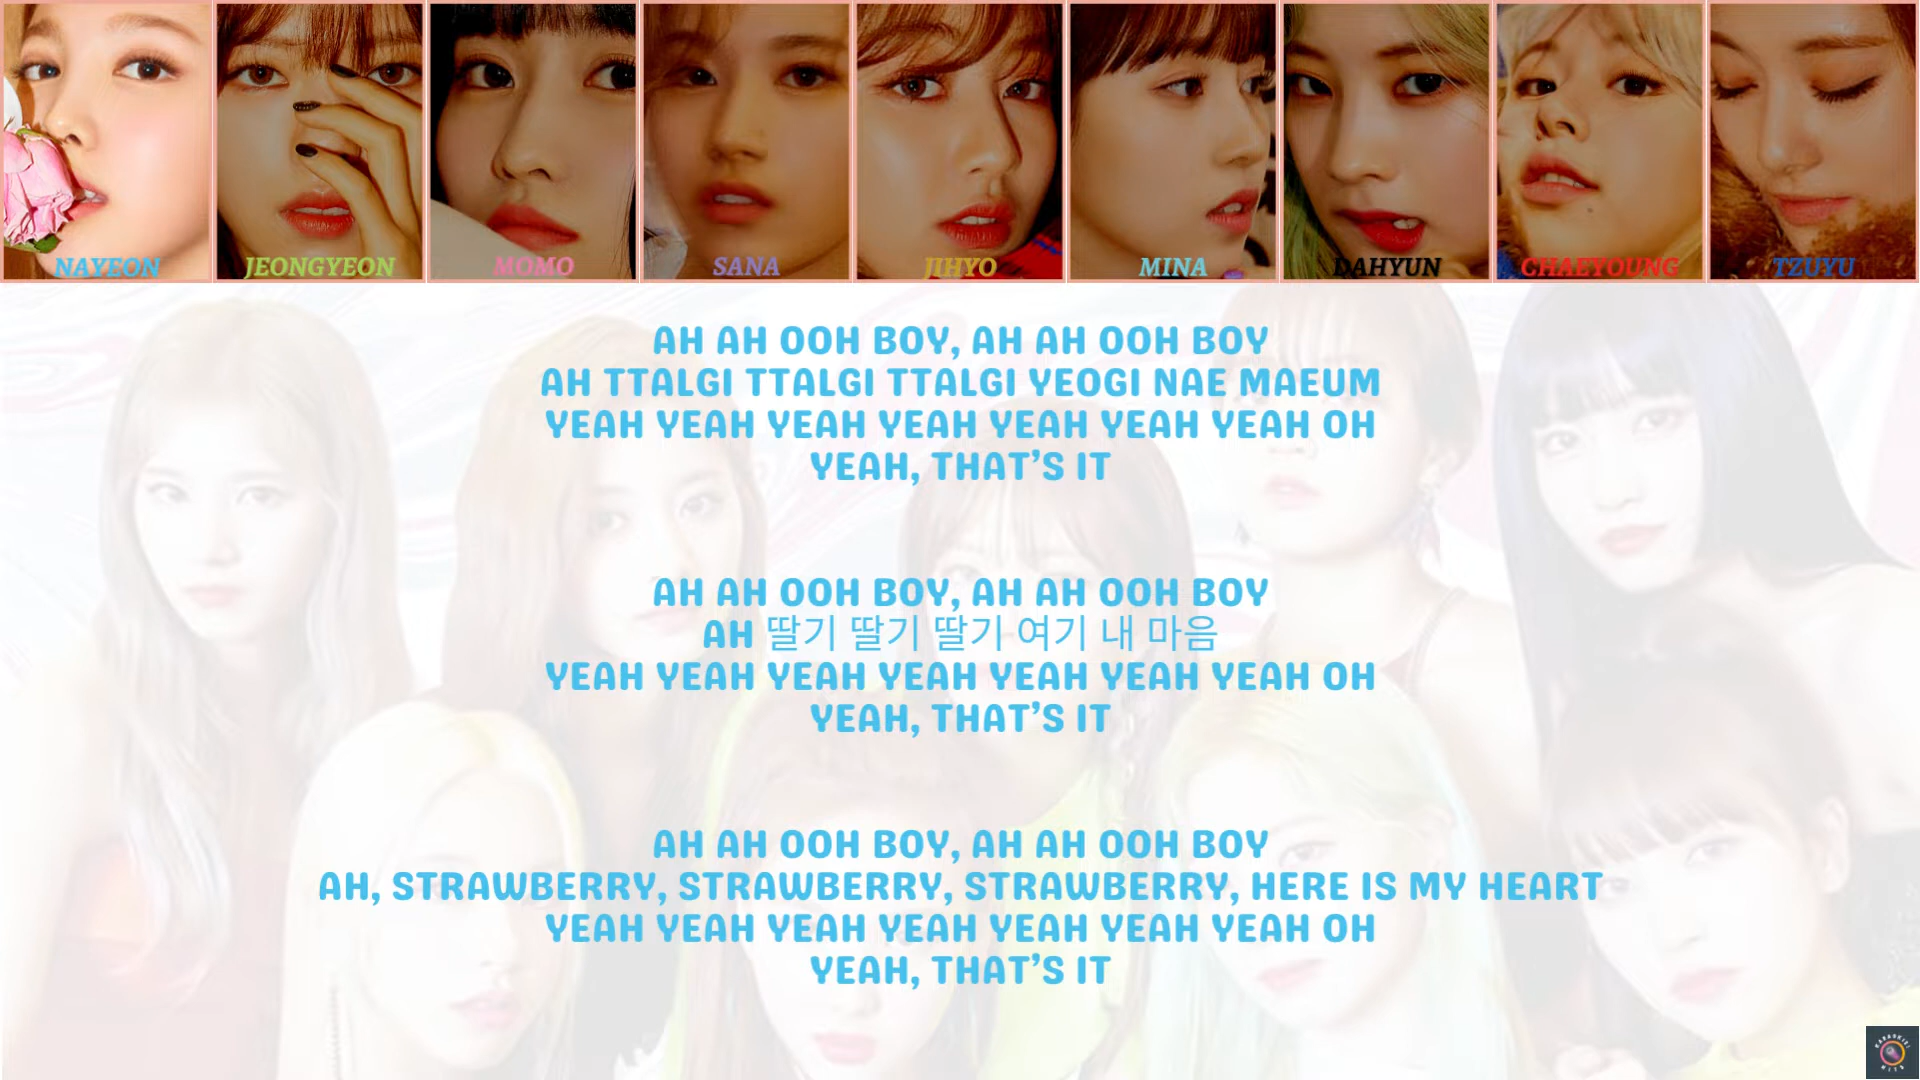 NAYEON JEONGYEON MOMO SANA JIHYO MINA DAHYUN CHAEYOUNG TZUYU
AH AH OOH BOY, AH AH OOH BOY
AH TTALGI TTALGI TTALGI YEOGI NAE MAEUM
YEAH YEAH YEAH YEAH YEAH YEAH YEAH OH
YEAH, THAT’S IT
AH AH OOH BOY, AH AH OOH BOY
AH 딸기 딸기 딸기 여기 내 마음
YEAH YEAH YEAH YEAH YEAH YEAH YEAH OH
YEAH, THAT’S IT
AH AH OOH BOY, AH AH OOH BOY
AH, STRAWBERRY, STRAWBERRY, STRAWBERRY, HERE IS MY HEART
YEAH YEAH YEAH YEAH YEAH YEAH YEAH OH
YEAH, THAT’S IT